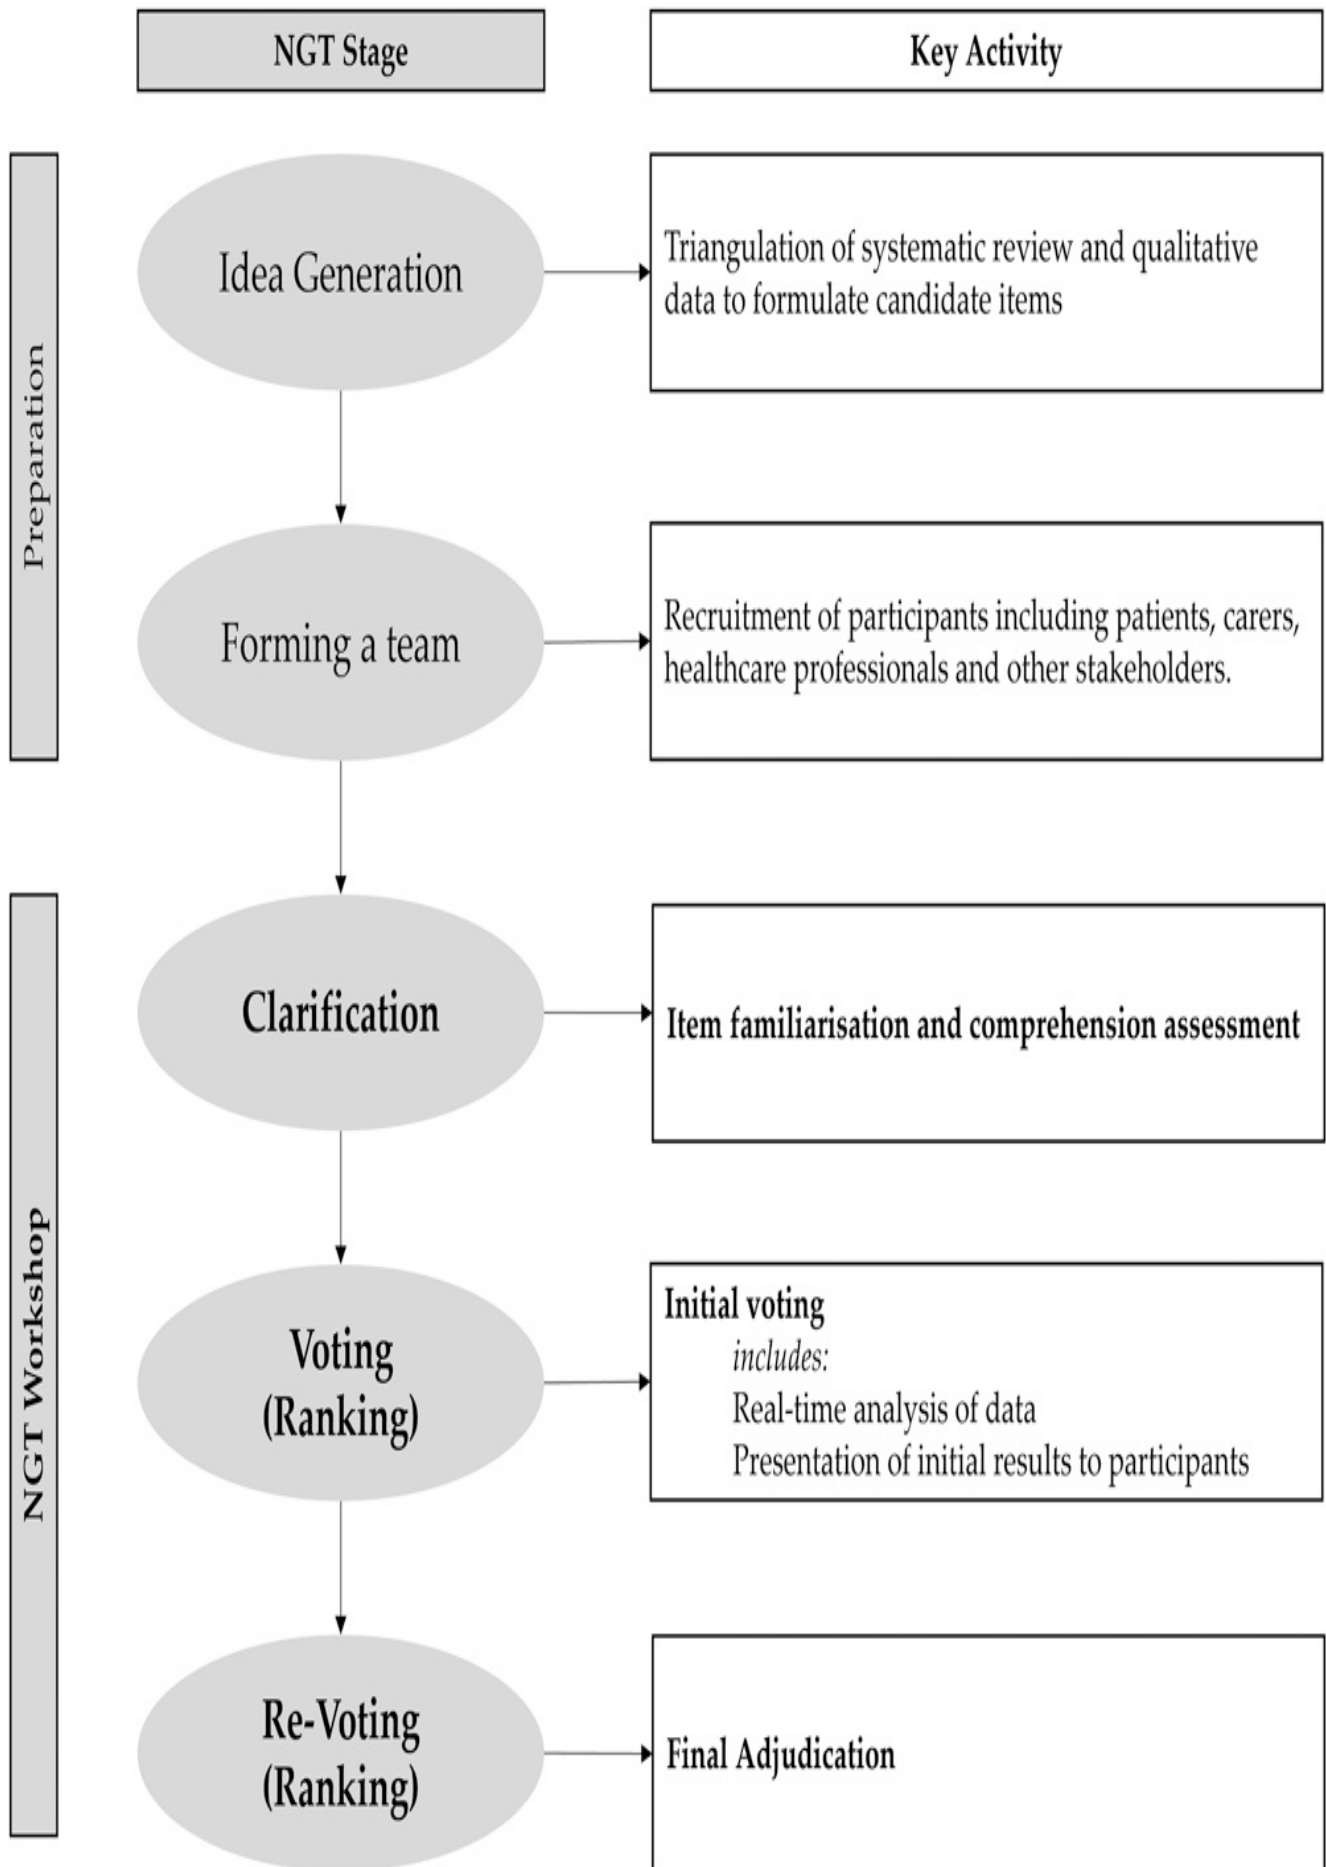 NGT Stage
Key Activity
Preparation
Idea Generation
Triangulation of systematic review and qualitative
data to formulate candidate items
Forming a team
Recruitment of participants including patients, carers,
healthcare professionals and other stakeholders.
NGT Workshop
Clarification
Item familiarisation and comprehension assessment
Voting
(Ranking)
Initial voting
includes:
Real-time analysis of data
Presentation of initial results to participants
Re-Voting
(Ranking)
Final Adjudication